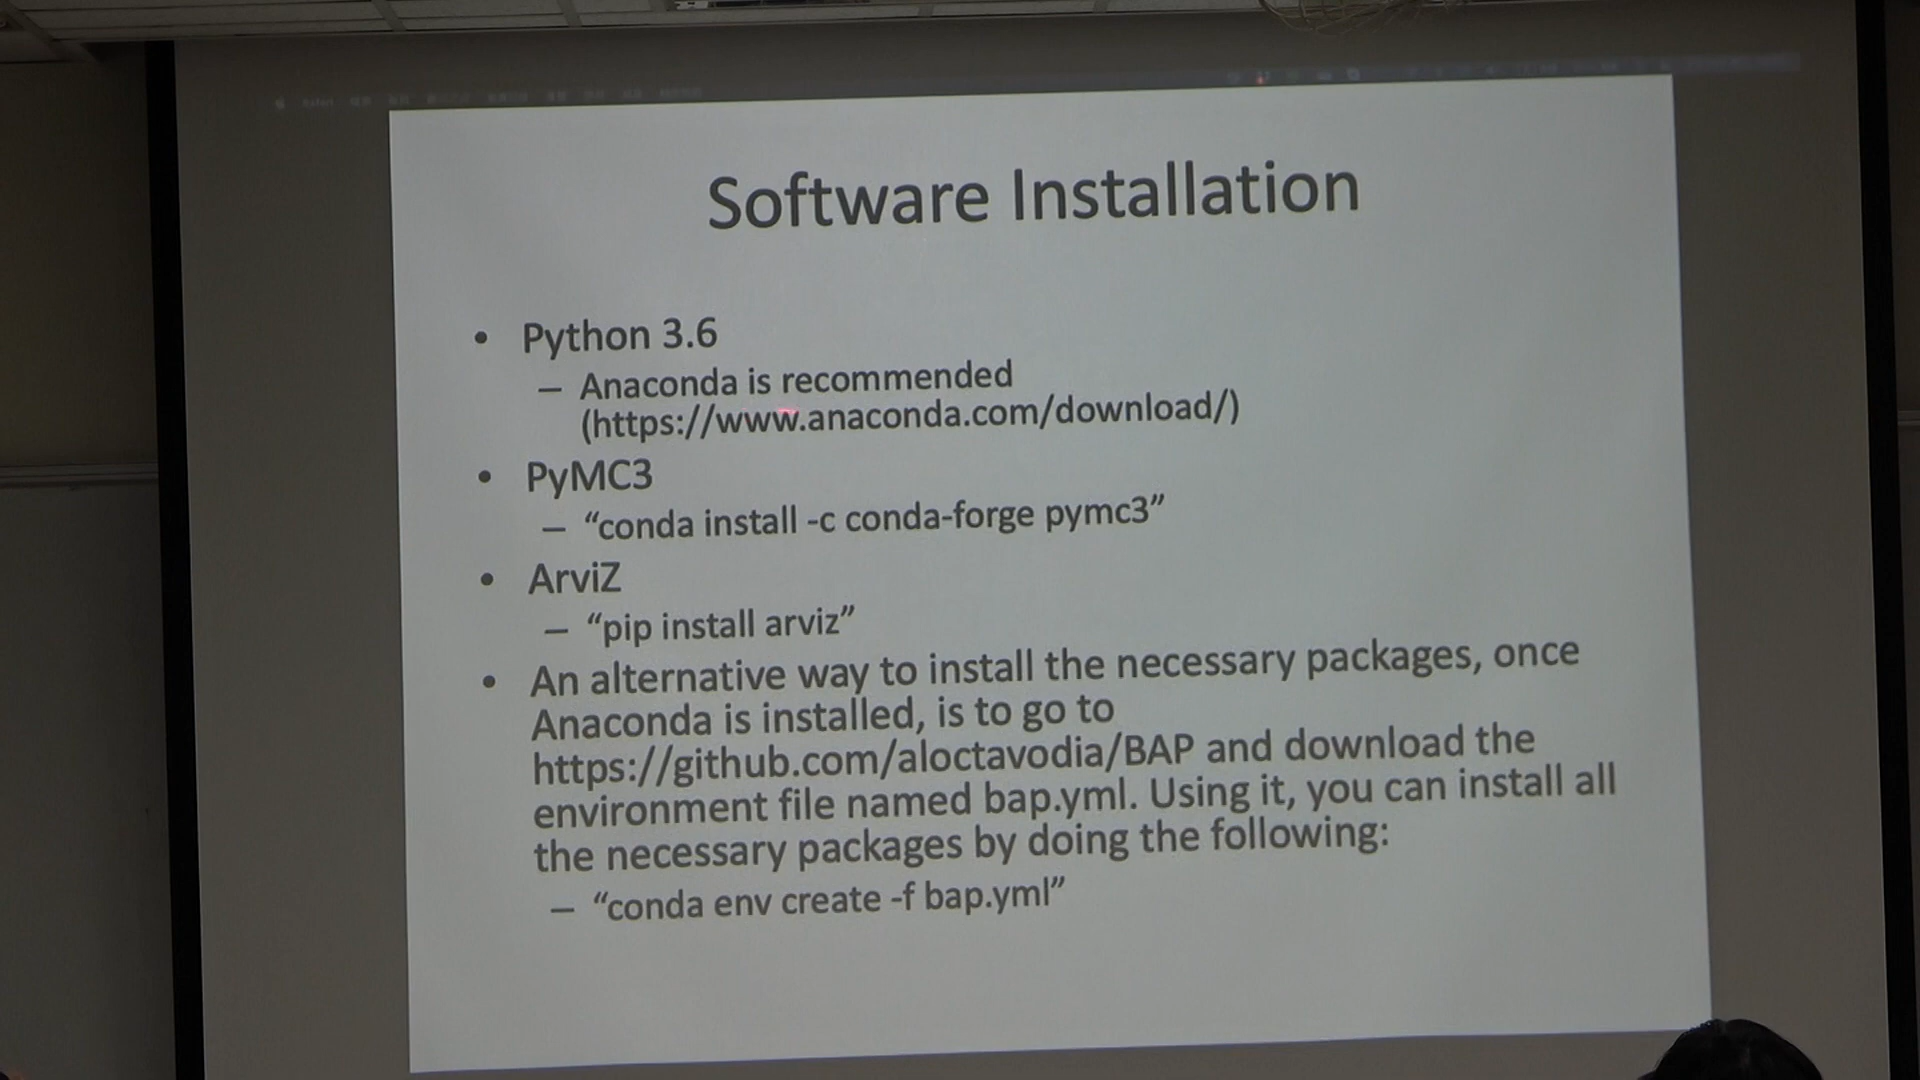 Software Installation
• Python 3.6
– Anaconda is recommended
(https://www.anaconda.com/download/)
• PyMC3
– “conda install -c conda-forge pymc3”
• ArviZ
– “pip install arviz”
• An alternative way to install the necessary packages, once
Anaconda is installed, is to go to
https://github.com/aloctavodia/BAP and download the
environment file named bap.yml. Using it, you can install all
the necessary packages by doing the following:
– “conda env create -f bap.yml”